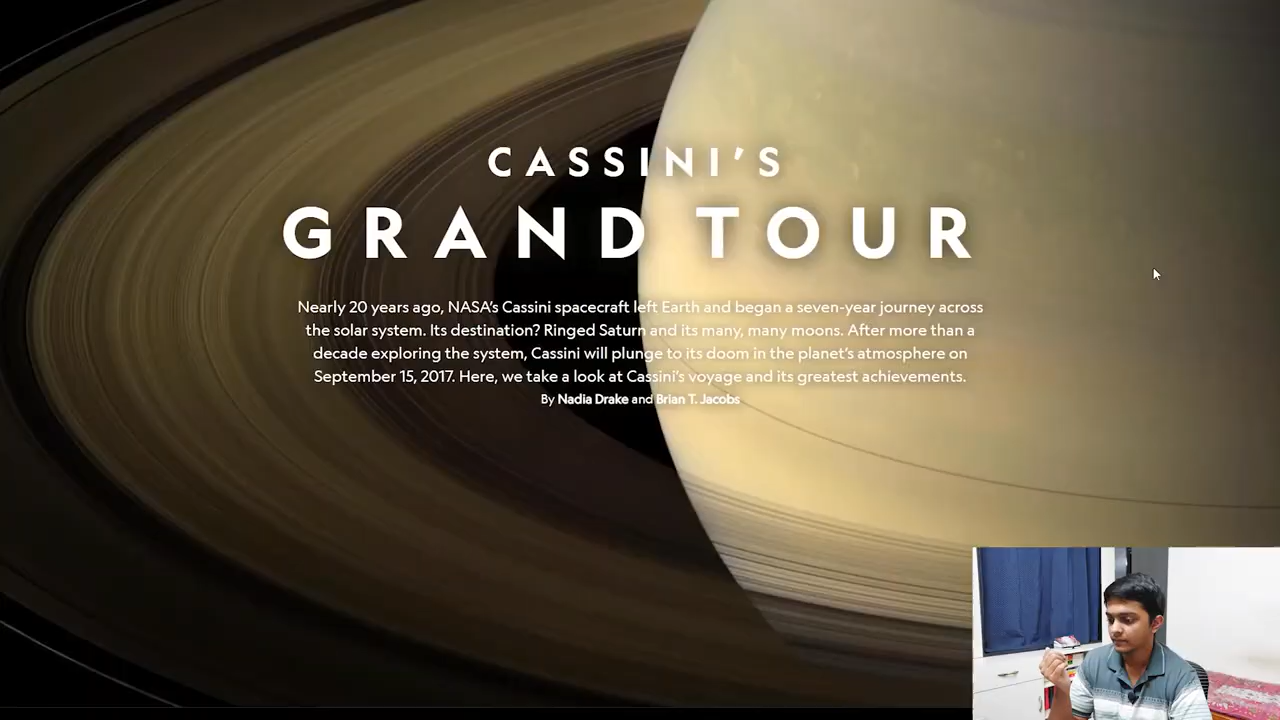 CASSINI’S
GRAND TOUR
Nearly 20 years ago, NASA’s Cassini spacecraft left Earth and began a seven-year journey across
the solar system. Its destination? Ringed Saturn and its many, many moons. After more than a
decade exploring the system, Cassini will plunge to its doom in the planet’s atmosphere on
September 15, 2017. Here, we take a look at Cassini’s voyage and its greatest achievements.
By Nadia Drake and Brian T. Jacobs